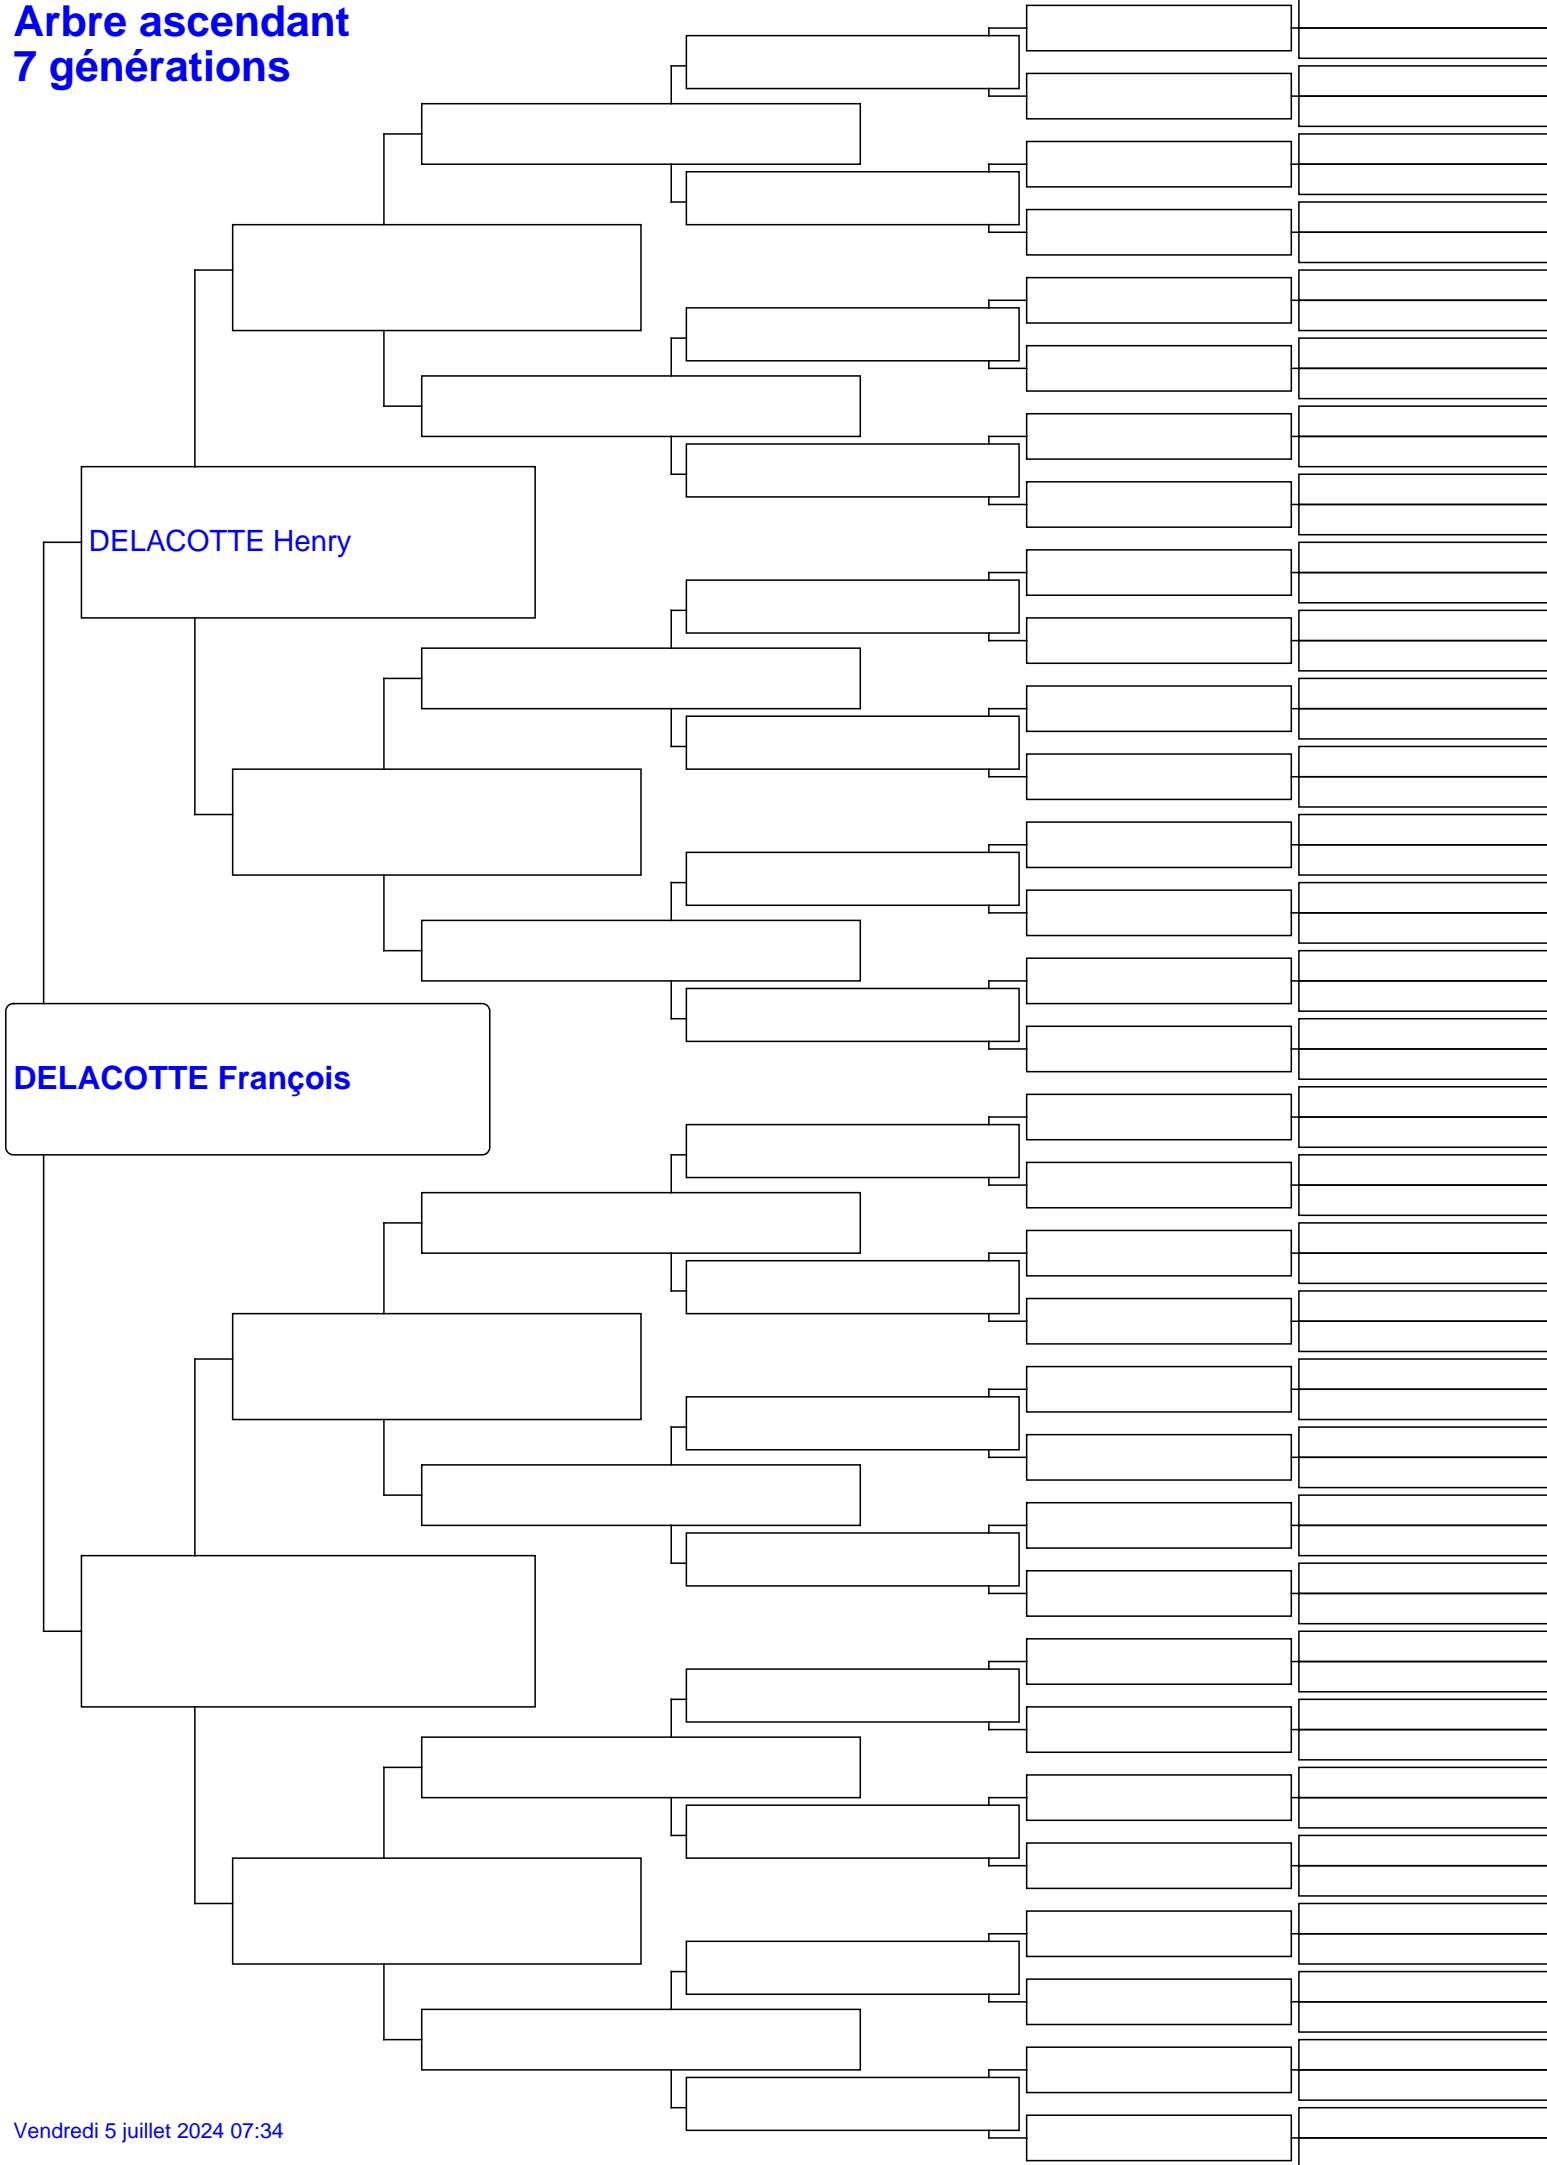 Arbre ascendant
7 générations
DELACOTTE Henry
DELACOTTE François
Vendredi 5 juillet 2024 07:34